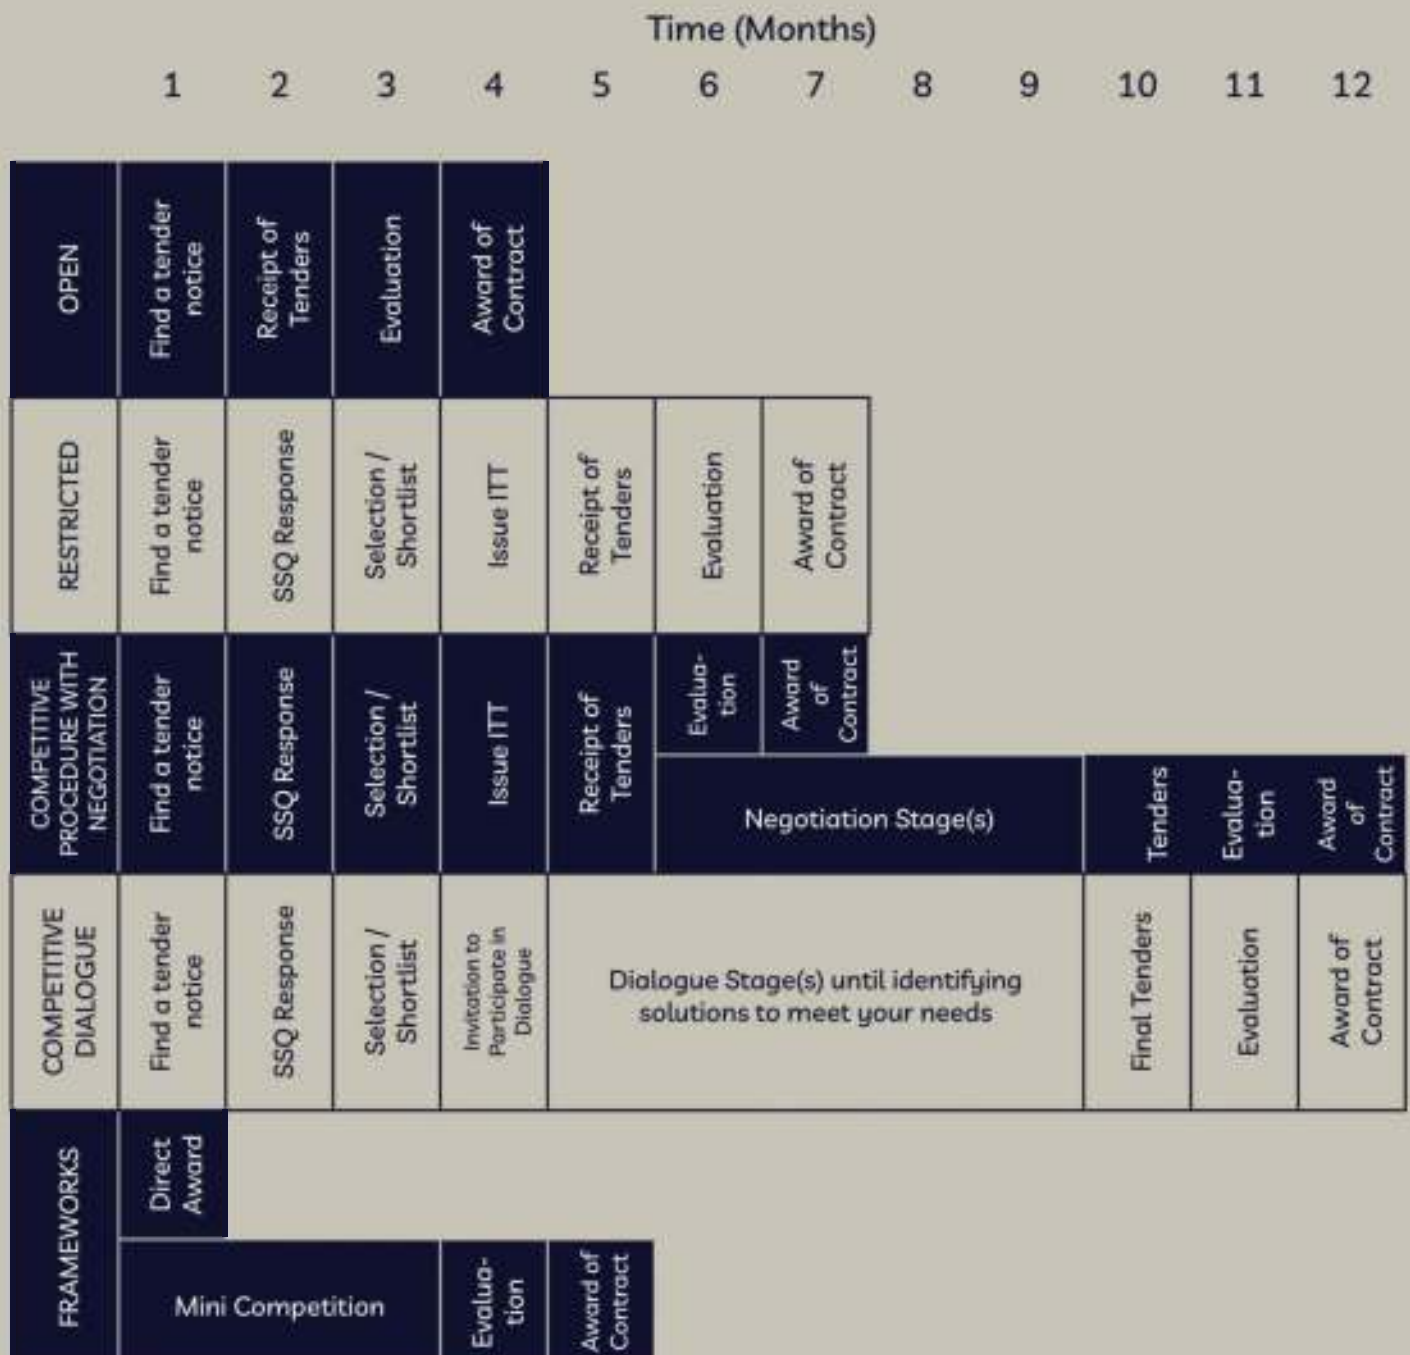 Time (Months)
1 2 3 4 5 6 7 8 9 10 11 12
OPEN
Find a tender
notice
Receipt of
Tenders
Evaluation
Award of
Contract
RESTRICTED
Find a tender
notice
SSQ Response
Selection /
Shortlist
Issue ITT
Receipt of
Tenders
Evaluation
Award of
Contract
COMPETITIVE
PROCEDURE WITH
NEGOTIATION
Find a tender
notice
SSQ Response
Selection /
Shortlist
Issue ITT
Receipt of
Tenders
Evalua-
tion
Award
of
Contract
Negotiation Stage(s)
Tenders
Evalua-
tion
Award
of
Contract
COMPETITIVE
DIALOGUE
Find a tender
notice
SSQ Response
Selection /
Shortlist
Invitation to
Participate in
Dialogue
Dialogue Stage(s) until identifying
solutions to meet your needs
Final Tenders
Evaluation
Award of
Contract
FRAMEWORKS
Direct
Award
Mini Competition
Evalua-
tion
Award of
Contract